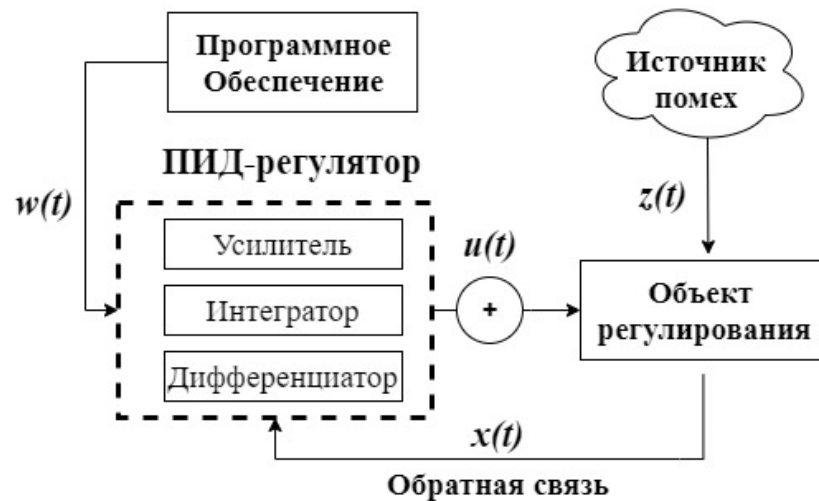 Программное
Обеспечение
Источник
помех
ПИД-регулятор
w(t)
z(t)
Усилитель
u(t)
Интегратор
+
Объект
регулирования
Дифференциатор
x(t)
Обратная связь